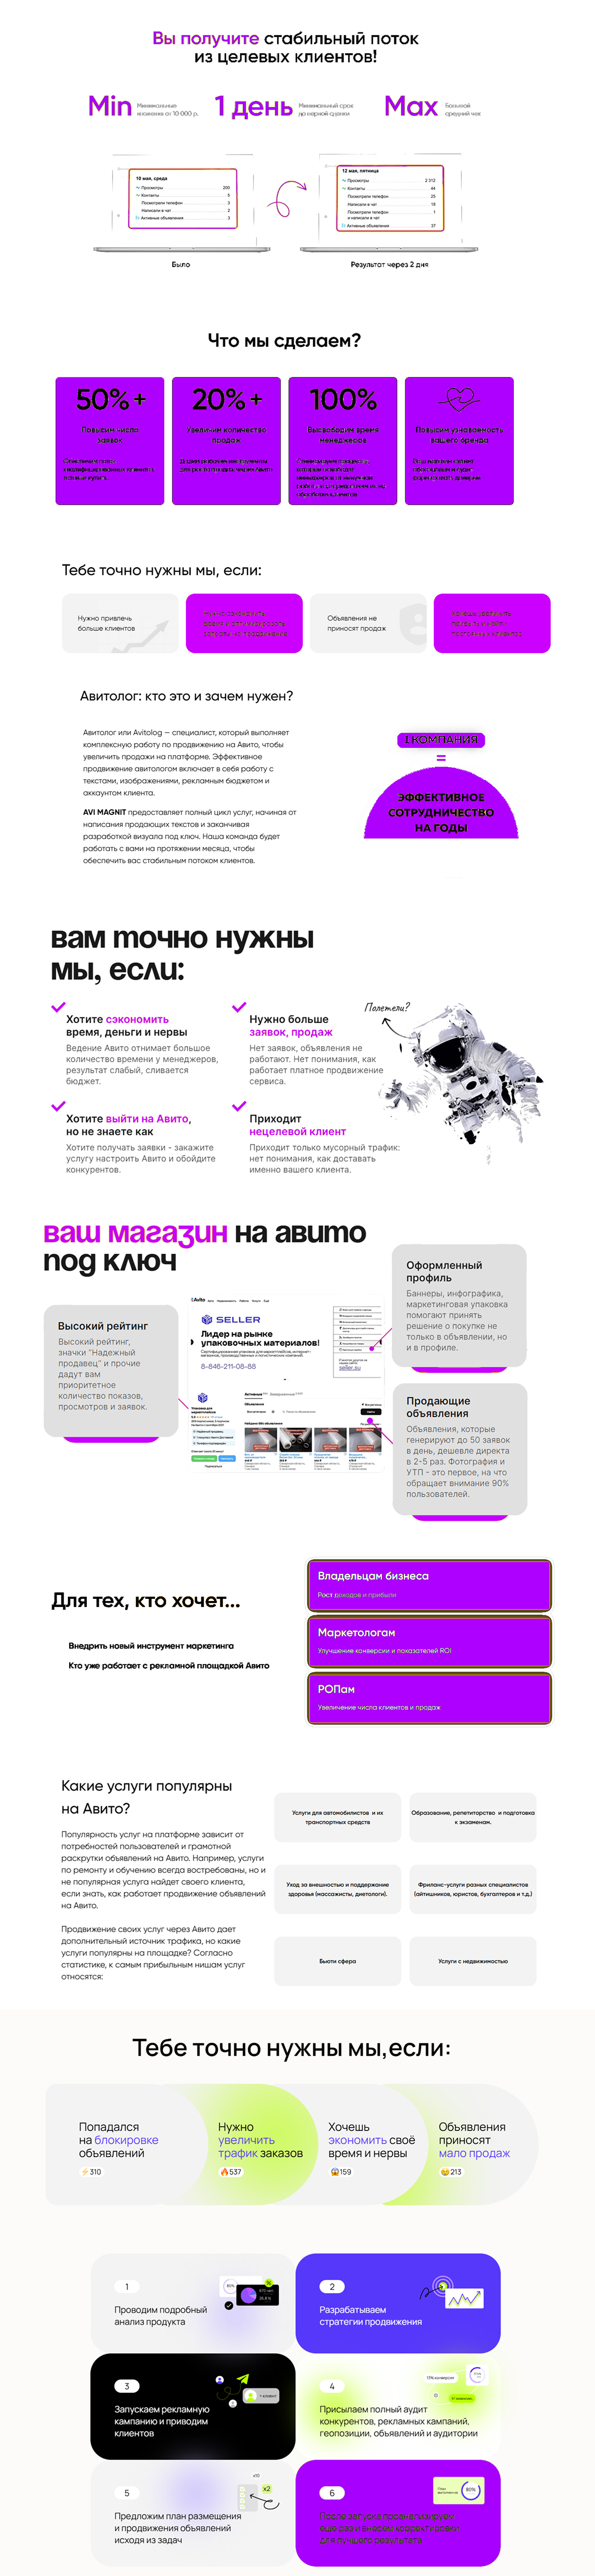 Вы получите стабильный поток
из целевых клиентов!
Min
Минимальные
вложения от 10 000 р.
1 день
Минимальный срок
до первой сделки
Max
Большой
средний чек
10 мая, среда
Просмотры 200
Контакты 5
Посмотрели телефон 3
Написали в чат 2
Активные объявления 3
12 мая, пятница
Просмотры 2 312
Контакты 44
Посмотрели телефон 25
Написали в чат 18
Посмотрели телефон 1
и написали в чат
Активные объявления 37
Было
Результат через 2 дня
Что мы сделаем?
50% +
Повысим число
заявок
20% +
Увеличим количество
продаж
100%
Высвободим время
менеджеров
Повысим узнаваемость
вашего бренда
Тебе точно нужны мы, если:
Нужно привлечь
больше клиентов
Объявления не
приносят продаж
Авитолог: кто это и зачем нужен?
Авитолог или Avitolog — специалист, который выполняет
комплексную работу по продвижению на Авито, чтобы
увеличить продажи на платформе. Эффективное
продвижение авитологом включает в себя работу с
текстами, изображениями, рекламным бюджетом и
аккаунтом клиента.
AVI MAGNIT предоставляет полный цикл услуг, начиная от
написания продающих текстов и заканчивая
разработкой визуала под ключ. Наша команда будет
работать с вами на протяжении месяца, чтобы
обеспечить вас стабильным потоком клиентов.
1 КОМПАНИЯ
=
ЭФФЕКТИВНОЕ
СОТРУДНИЧЕСТВО
НА ГОДЫ
вам точно нужны
мы, если:
Хотите сэкономить
время, деньги и нервы
Ведение Авито отнимает большое
количество времени у менеджеров,
результат слабый, сливается
бюджет.
Нужно больше
заявок, продаж
Нет заявок, объявления не
работают. Нет понимания, как
работает платное продвижение
сервиса.
Полетели?
Хотите выйти на Авито,
но не знаете как
Хотите получать заявки - закажите
услугу настроить Авито и обойдите
конкурентов.
Приходит
нецелевой клиент
Приходит только мусорный трафик:
нет понимания, как доставать
именно вашего клиента.
ваш магазин на авито
под ключ
Высокий рейтинг
Высокий рейтинг,
значки "Надежный
продавец" и прочие
дадут вам
приоритетное
количество показов,
просмотров и заявок.
Avito
SELLER
Лидер на рынке
упаковочных материалов!
8-846-211-08-88
seller.su
Оформленный
профиль
Баннеры, инфографика,
маркетинговая упаковка
помогают принять
решение о покупке не
только в объявлении, но
и в профиле.
Продающие
объявления
Объявления, которые
генерируют до 50 заявок
в день, дешевле директа
в 2-5 раз. Фотография и
УТП - это первое, на что
обращает внимание 90%
пользователей.
Для тех, кто хочет...
Внедрить новый инструмент маркетинга
Кто уже работает с рекламной площадкой Авито
Владельцам бизнеса
Рост доходов и прибыли
Маркетологам
Улучшение конверсии и показателей ROI
РОПам
Увеличение числа клиентов и продаж
Какие услуги популярны
на Авито?
Популярность услуг на платформе зависит от
потребностей пользователей и грамотной
раскрутки объявлений на Авито. Например, услуги
по ремонту и обучению всегда востребованы, но и
не популярная услуга найдет своего клиента,
если знать, как работает продвижение объявлений
на Авито.
Продвижение своих услуг через Авито дает
дополнительный источник трафика, но какие
услуги популярны на площадке? Согласно
статистике, к самым прибыльным нишам услуг
относятся:
Услуги для автомобилистов и их
транспортных средств
Образование, репетиторство и подготовка
к экзаменам.
Уход за внешностью и поддержание
здоровья (массажисты, диетологи).
Фриланс-услуги разных специалистов
(айтишников, юристов, бухгалтеров и т.д.)
Бьюти сфера
Услуги с недвижимостью
Тебе точно нужны мы,если:
Попадался
на блокировке
объявлений
⚡310
Нужно
увеличить
трафик заказов
🔥537
Хочешь
экономить своё
время и нервы
😱159
Объявления
приносят
мало продаж
213
1
Проводим подробный
анализ продукта
2
Разрабатываем
стратегии продвижения
3
Запускаем рекламную
кампанию и приводим
клиентов
+ клиент
4
Присылаем полный аудит
конкурентов, рекламных кампаний,
геопозиции, объявлений и аудитории
5
Предложим план размещения
и продвижения объявлений
исходя из задач
x10
x2
6
После запуска проанализируем
еще раз и внесем корректировки
для лучшего результата
80%